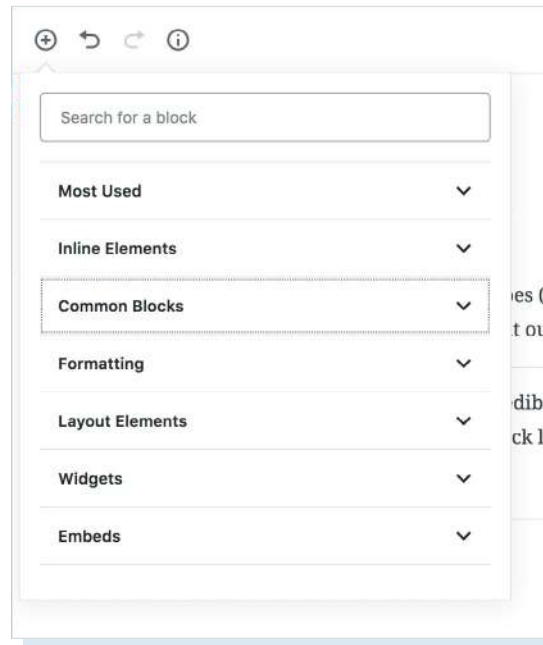 Search for a block
Most Used
Inline Elements
Common Blocks
Formatting
Layout Elements
Widgets
Embeds